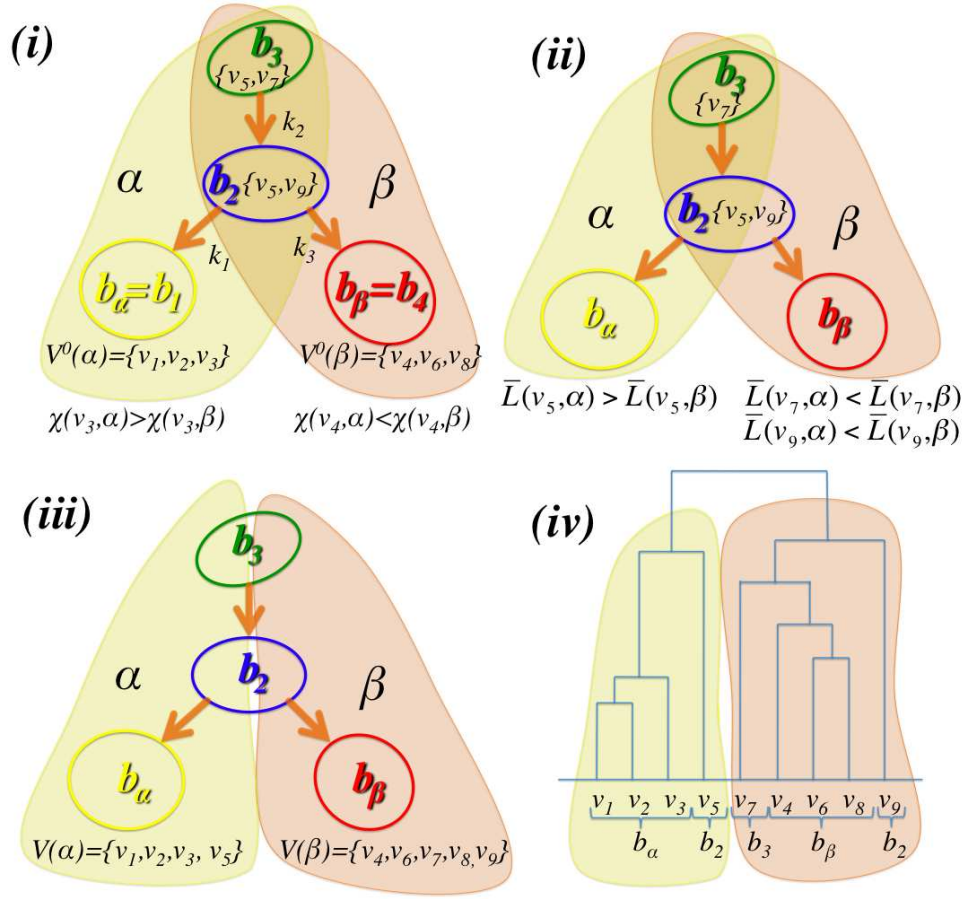 (i)
b₃
{v₅,v₇}
k₂
α
b₂{v₅,v₉}
β
k₁
k₃
bα=b₁
bβ=b₄
V⁰(α)={v₁,v₂,v₃}
V⁰(β)={v₄,v₆,v₈}
χ(v₃,α)>χ(v₃,β)
χ(v₄,α)<χ(v₄,β)
(ii)
b₃
{v₇}
α
b₂{v₅,v₉}
β
bα
bβ
L̅(v₅,α) > L̅(v₅,β)
L̅(v₇,α) < L̅(v₇,β)
L̅(v₉,α) < L̅(v₉,β)
(iii)
b₃
α
b₂
β
bα
bβ
V(α)={v₁,v₂,v₃, v₅}
V(β)={v₄,v₆,v₇,v₈,v₉}
(iv)
v₁ v₂ v₃ v₅ v₇ v₄ v₆ v₈ v₉
bα b₂ b₃ bβ b₂